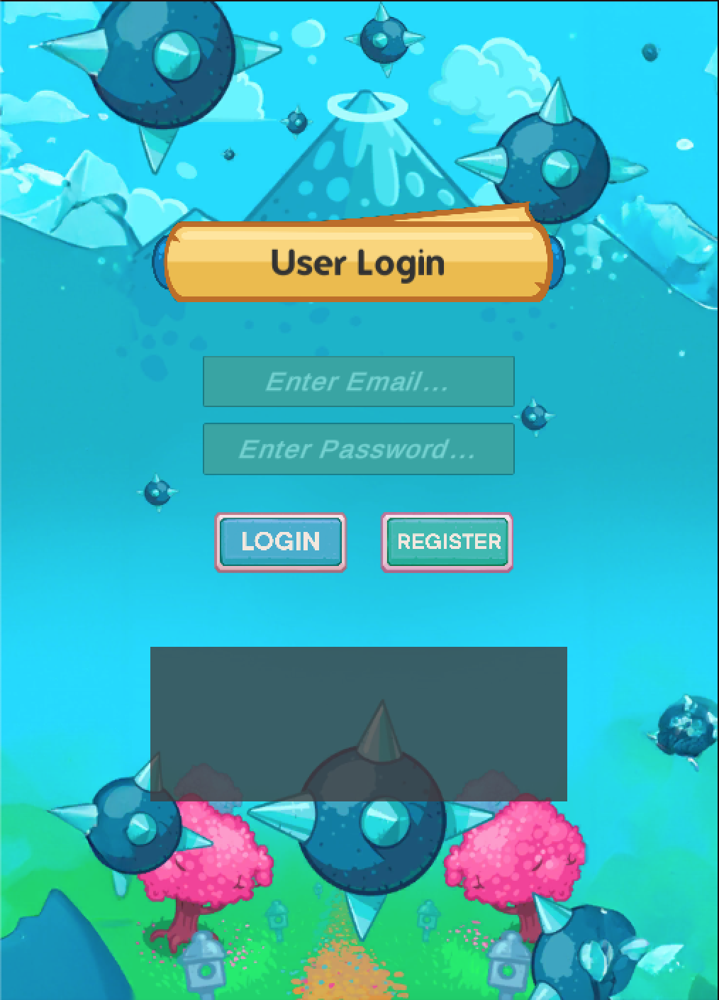 User Login
Enter Email...
Enter Password...
LOGIN
REGISTER